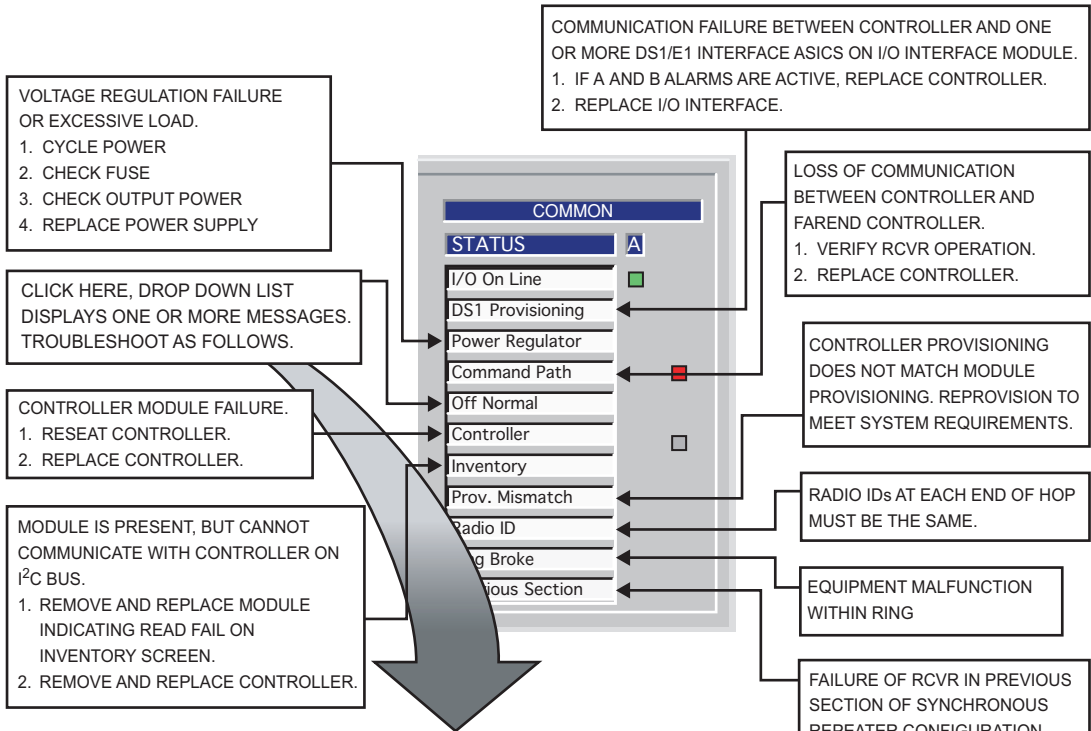 COMMUNICATION FAILURE BETWEEN CONTROLLER AND ONE
OR MORE DS1/E1 INTERFACE ASICS ON I/O INTERFACE MODULE.
1. IF A AND B ALARMS ARE ACTIVE, REPLACE CONTROLLER.
2. REPLACE I/O INTERFACE.
VOLTAGE REGULATION FAILURE
OR EXCESSIVE LOAD.
1. CYCLE POWER
2. CHECK FUSE
3. CHECK OUTPUT POWER
4. REPLACE POWER SUPPLY
CLICK HERE, DROP DOWN LIST
DISPLAYS ONE OR MORE MESSAGES.
TROUBLESHOOT AS FOLLOWS.
CONTROLLER MODULE FAILURE.
1. RESEAT CONTROLLER.
2. REPLACE CONTROLLER.
MODULE IS PRESENT, BUT CANNOT
COMMUNICATE WITH CONTROLLER ON
I²C BUS.
1. REMOVE AND REPLACE MODULE
INDICATING READ FAIL ON
INVENTORY SCREEN.
2. REMOVE AND REPLACE CONTROLLER.
COMMON
STATUS A
I/O On Line
DS1 Provisioning
Power Regulator
Command Path
Off Normal
Controller
Inventory
Prov. Mismatch
Radio ID
Broke
Section
LOSS OF COMMUNICATION
BETWEEN CONTROLLER AND
FAREND CONTROLLER.
1. VERIFY RCVR OPERATION.
2. REPLACE CONTROLLER.
CONTROLLER PROVISIONING
DOES NOT MATCH MODULE
PROVISIONING. REPROVISION TO
MEET SYSTEM REQUIREMENTS.
RADIO IDs AT EACH END OF HOP
MUST BE THE SAME.
EQUIPMENT MALFUNCTION
WITHIN RING
FAILURE OF RCVR IN PREVIOUS
SECTION OF SYNCHRONOUS
REPEATER CONFIGURATION